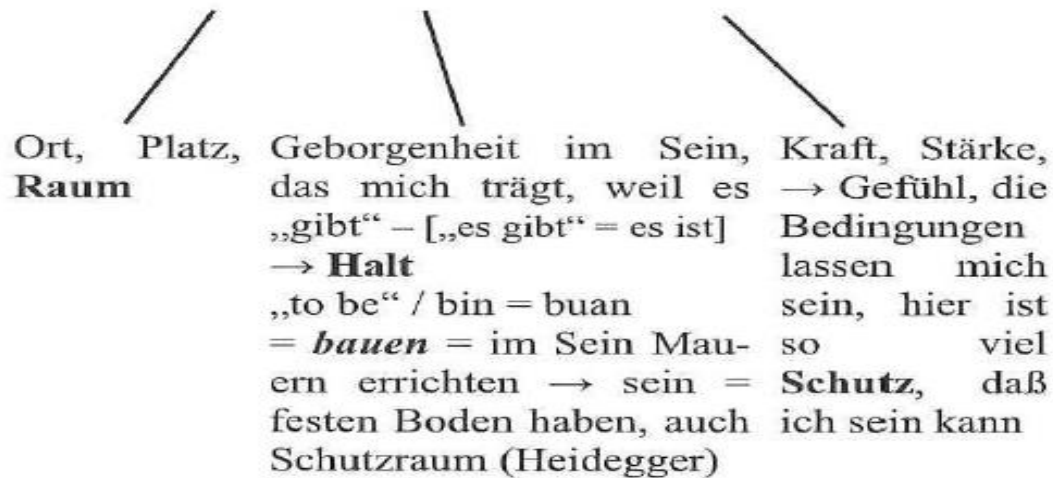 Ort, Platz,
Raum
Geborgenheit im Sein,
das mich trägt, weil es
„gibt“ – [„es gibt“ = es ist]
→ Halt
„to be“ / bin = buan
= bauen = im Sein Mau-
ern errichten → sein =
festen Boden haben, auch
Schutzraum (Heidegger)
Kraft, Stärke,
→ Gefühl, die
Bedingungen
lassen mich
sein, hier ist
so viel
Schutz, daß
ich sein kann